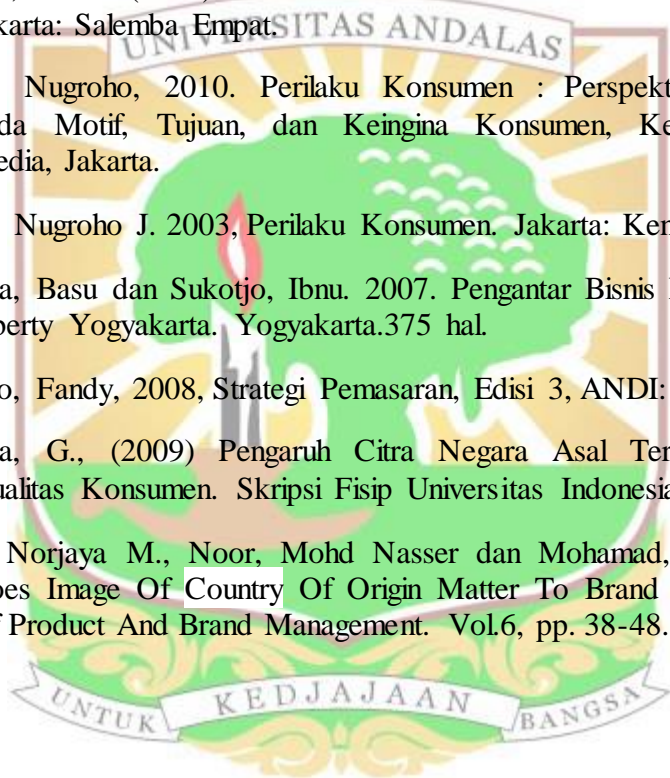 karta: Salemba Empat.
UNIVERSITAS ANDALAS
Nugroho, 2010. Perilaku Konsumen : Perspekt
da Motif, Tujuan, dan Keingina Konsumen, Ke
edia, Jakarta.
Nugroho J. 2003, Perilaku Konsumen. Jakarta: Ken
a, Basu dan Sukotjo, Ibnu. 2007. Pengantar Bisnis
perty Yogyakarta. Yogyakarta.375 hal.
o, Fandy, 2008, Strategi Pemasaran, Edisi 3, ANDI:
a, G., (2009) Pengaruh Citra Negara Asal Ter
ualitas Konsumen. Skripsi Fisip Universitas Indonesia
Norjaya M., Noor, Mohd Nasser dan Mohamad,
oes Image Of Country Of Origin Matter To Brand
f Product And Brand Management. Vol.6, pp. 38-48.
UNTUK KEDJAJAAN BANGSA